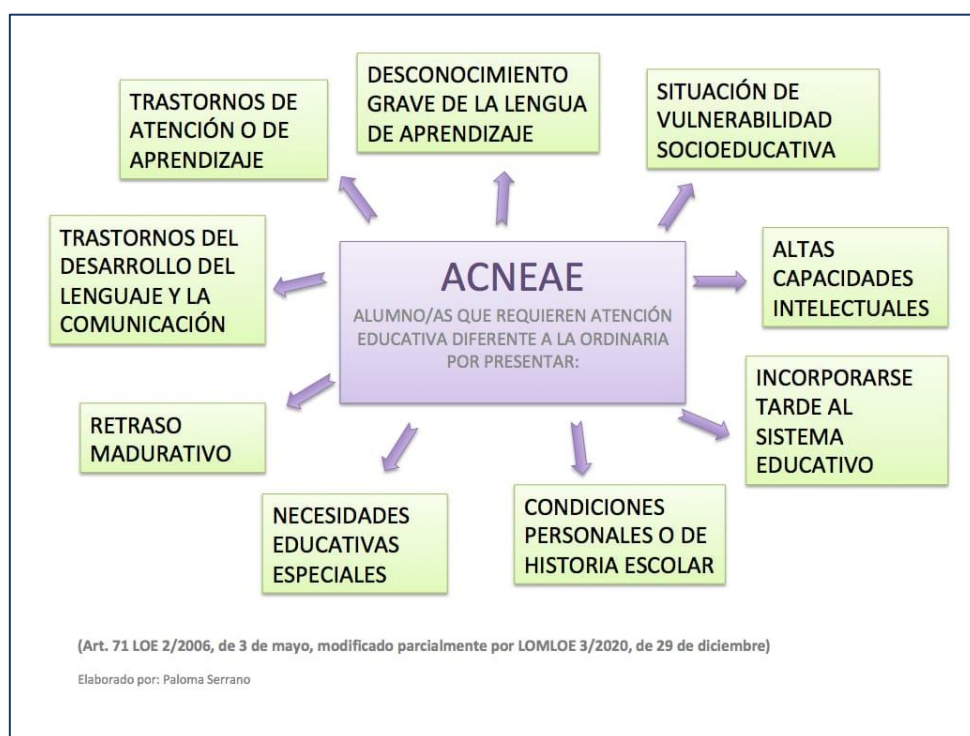 TRASTORNOS DE
ATENCIÓN O DE
APRENDIZAJE
DESCONOCIMIENTO
GRAVE DE LA LENGUA
DE APRENDIZAJE
SITUACIÓN DE
VULNERABILIDAD
SOCIOEDUCATIVA
TRASTORNOS DEL
DESARROLLO DEL
LENGUAJE Y LA
COMUNICACIÓN
ACNEAE
ALUMNO/AS QUE REQUIEREN ATENCIÓN
EDUCATIVA DIFERENTE A LA ORDINARIA
POR PRESENTAR:
ALTAS
CAPACIDADES
INTELECTUALES
RETRASO
MADURATIVO
INCORPORARSE
TARDE AL
SISTEMA
EDUCATIVO
NECESIDADES
EDUCATIVAS
ESPECIALES
CONDICIONES
PERSONALES O DE
HISTORIA ESCOLAR
(Art. 71 LOE 2/2006, de 3 de mayo, modificado parcialmente por LOMLOE 3/2020, de 29 de diciembre)
Elaborado por: Paloma Serrano